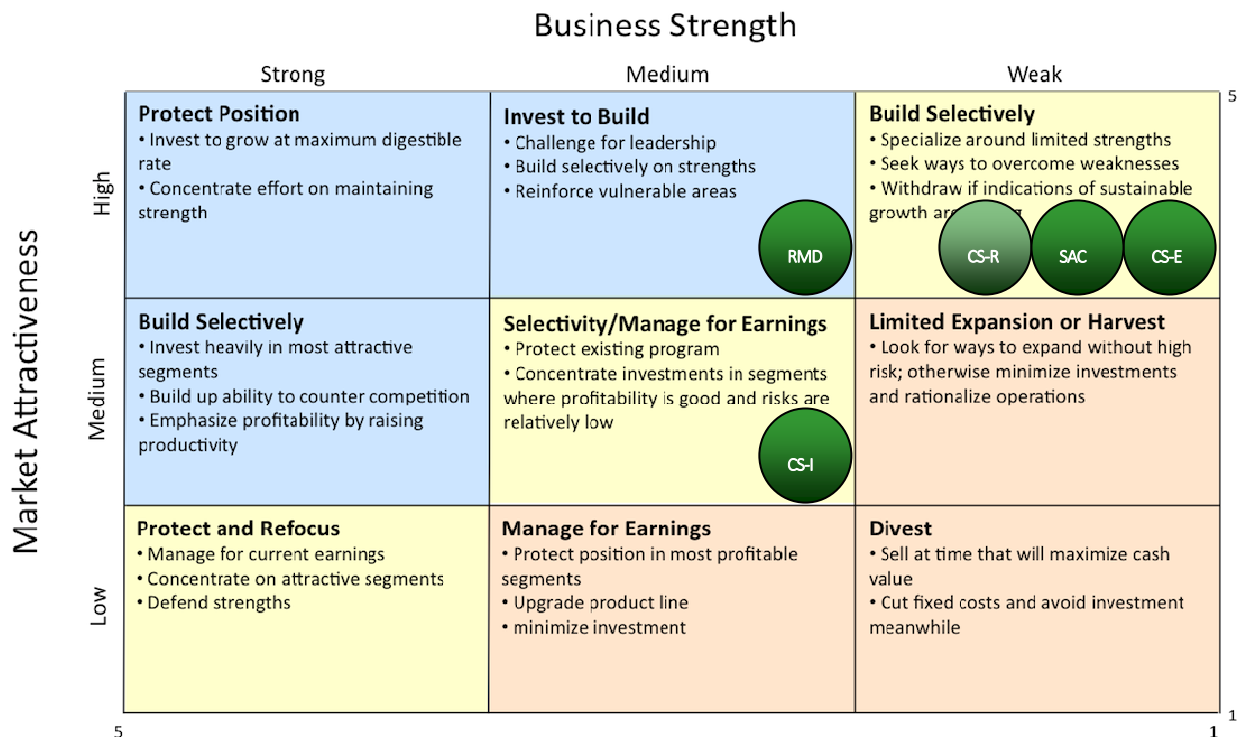 Business Strength
Strong
Medium
Weak
Market Attractiveness
High
Medium
Low
5
1
5
1
Protect Position
• Invest to grow at maximum digestible
rate
• Concentrate effort on maintaining
strength
Invest to Build
• Challenge for leadership
• Build selectively on strengths
• Reinforce vulnerable areas
RMD
Build Selectively
• Specialize around limited strengths
• Seek ways to overcome weaknesses
• Withdraw if indications of sustainable
growth are
CS-R
SAC
CS-E
Build Selectively
• Invest heavily in most attractive
segments
• Build up ability to counter competition
• Emphasize profitability by raising
productivity
Selectivity/Manage for Earnings
• Protect existing program
• Concentrate investments in segments
where profitability is good and risks are
relatively low
CS-I
Limited Expansion or Harvest
• Look for ways to expand without high
risk; otherwise minimize investments
and rationalize operations
Protect and Refocus
• Manage for current earnings
• Concentrate on attractive segments
• Defend strengths
Manage for Earnings
• Protect position in most profitable
segments
• Upgrade product line
• minimize investment
Divest
• Sell at time that will maximize cash
value
• Cut fixed costs and avoid investment
meanwhile